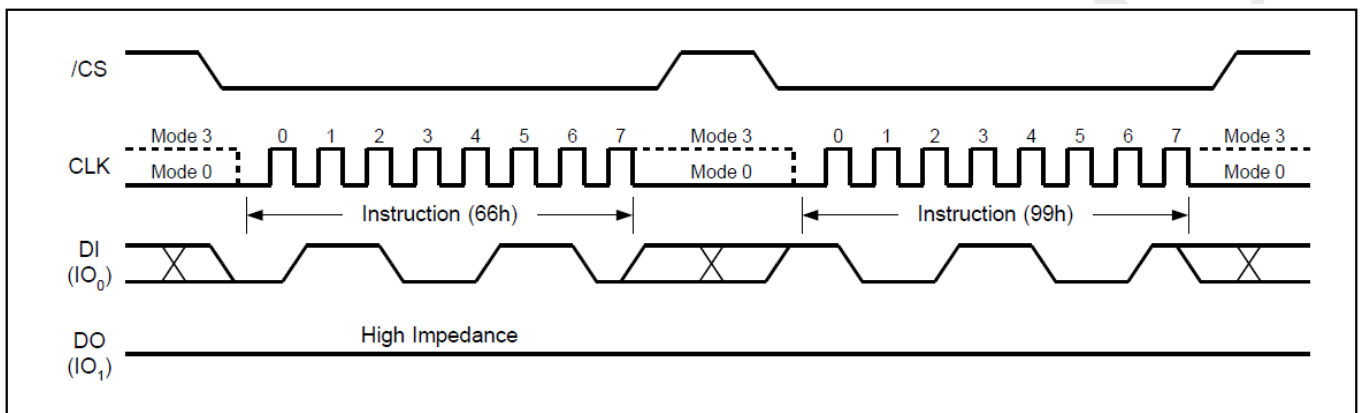 /CS
Mode 3 0 1 2 3 4 5 6 7 Mode 3 0 1 2 3 4 5 6 7 Mode 3
CLK
Mode 0 Mode 0 Mode 0
Instruction (66h) Instruction (99h)
DI
(IO0)
High Impedance
DO
(IO1)